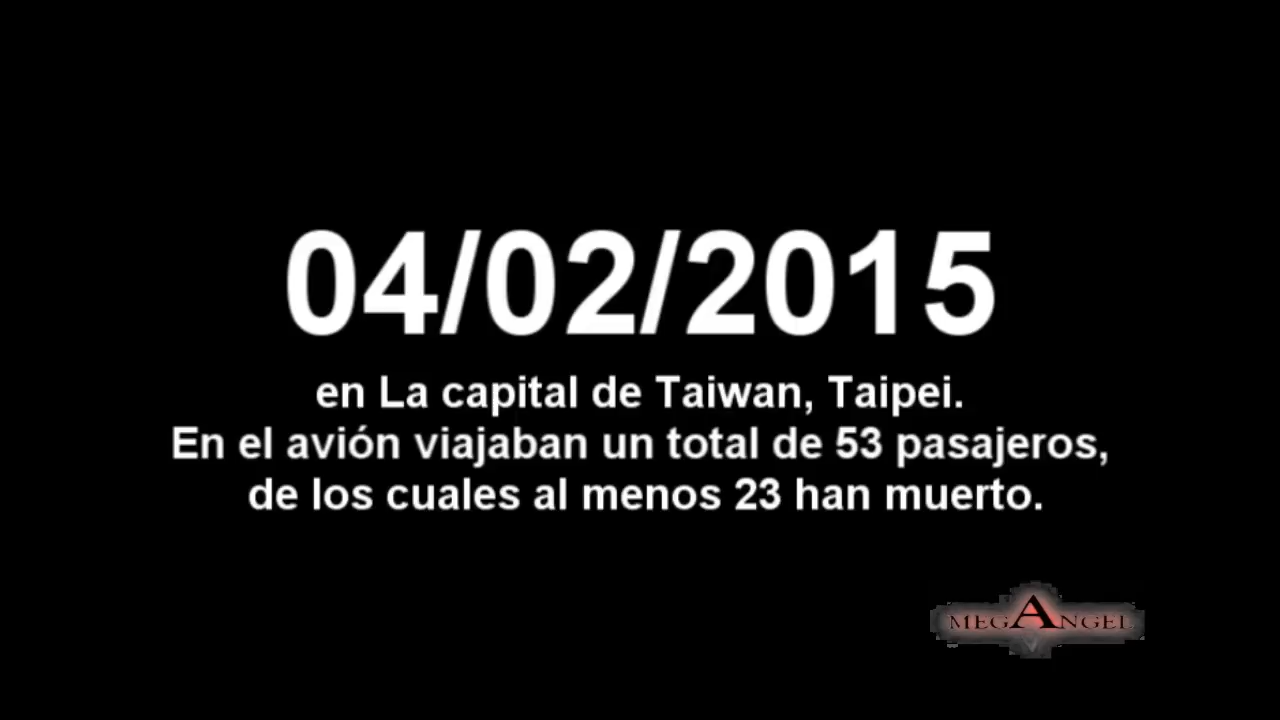 04/02/2015
en La capital de Taiwan, Taipei.
En el avión viajaban un total de 53 pasajeros,
de los cuales al menos 23 han muerto.
MEGANGEL